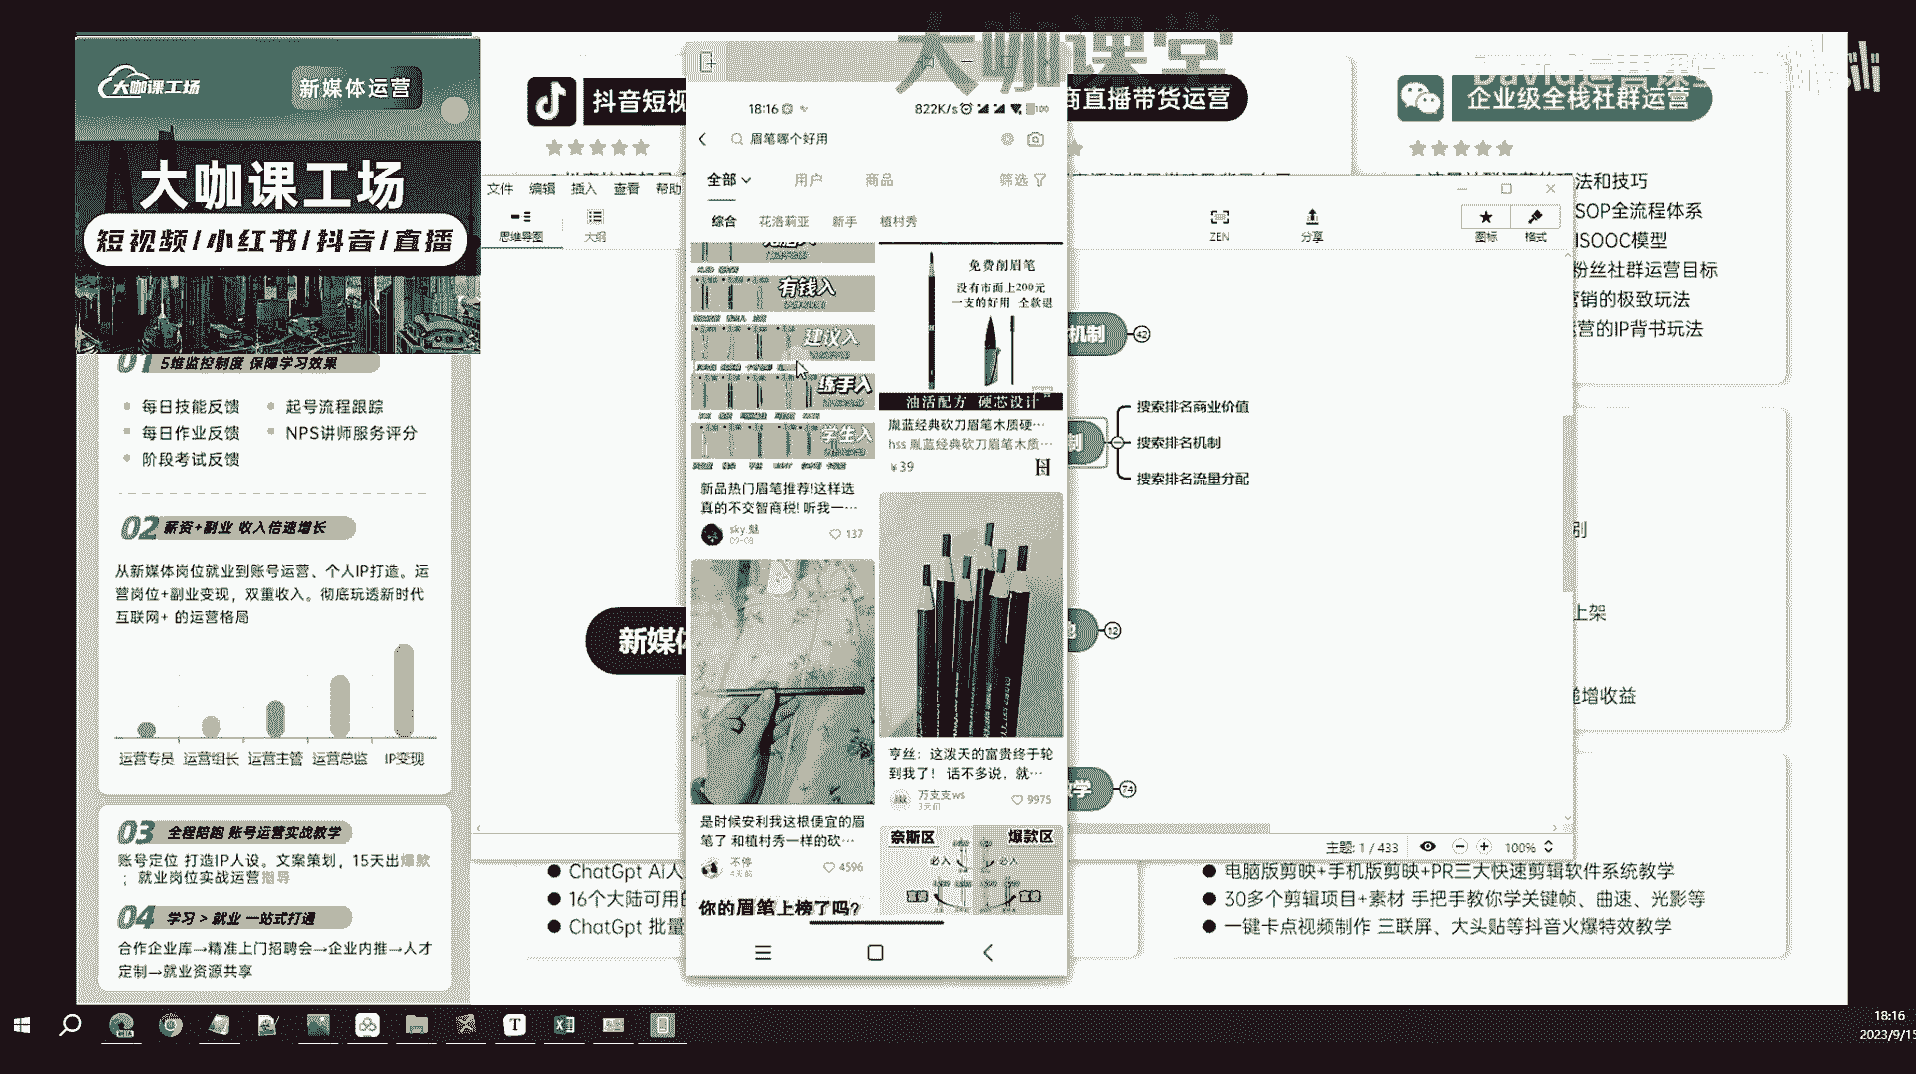 大咖课堂
大咖课工场
新媒体运营
大咖课工场
短视频/小红书/抖音/直播
01 5维监控制度 保障学习效果
每日技能反馈
起号流程跟踪
每日作业反馈
NPS讲师服务评分
阶段考试反馈
02 薪资+副业 收入倍速增长
从新媒体岗位就业到账号运营、个人IP打造。运
营岗位+副业变现，双重收入。彻底玩透新时代
互联网+ 的运营格局
运营专员 运营组长 运营主管 运营总监 IP变现
03 全程陪跑 账号运营实战教学
账号定位 打造IP人设。文案策划，15天出爆款
；就业岗位实战运营指导
04 学习 > 就业 一站式打通
合作企业库→精准上门招聘会→企业内推→人才
定制→就业资源共享
抖音短视
商直播带货运营
企业级全栈社群运营
文件 编辑 插入 查看 帮助
思维导图
大纲
ZEN
分享
图标
格式
法和技巧
SOP全流程体系
ISOOC模型
粉丝社群运营目标
营销的极致玩法
运营的IP背书玩法
上架
递增收益
新媒体
机制
42
制
搜索排名商业价值
搜索排名机制
搜索排名流量分配
12
学
74
主题: 1 / 433
100%
18:16
822K/s
100
眉笔哪个好用
全部
用户
商品
筛选
综合
花洛莉亚
新手
植村秀
有钱入
建议入
练手入
学生入
新品热门眉笔推荐!这样选
真的不交智商税! 听我一…
sky.魅
09-08
137
免费削眉笔
没有市面上200元
一支的好用 全款退
油活配方 硬芯设计
胤蓝经典砍刀眉笔木质硬…
hss 胤蓝经典砍刀眉笔木质…
¥39
是时候安利我这根便宜的眉
笔了 和植村秀一样的砍…
不停
4天前
4596
亨丝：这泼天的富贵终于轮
到我了！ 话不多说，就…
万支支ws
3天前
9975
你的眉笔上榜了吗?
奈斯区
爆款区
必入
必入
ChatGpt AI人
16个大陆可用的
ChatGpt 批量
电脑版剪映+手机版剪映+PR三大快速剪辑软件系统教学
30多个剪辑项目+素材 手把手教你学关键帧、曲速、光影等
一键卡点视频制作 三联屏、大头贴等抖音火爆特效教学
18:16
2023/9/15